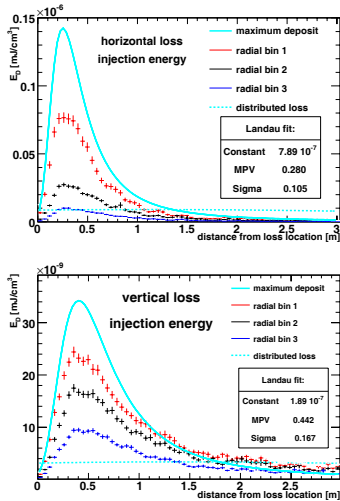 ×10⁻⁶
0.15
E_D [mJ/cm³]
horizontal loss
injection energy
maximum deposit
radial bin 1
radial bin 2
radial bin 3
distributed loss
0.1
Landau fit:
Constant 7.89 10⁻⁷
MPV 0.280
Sigma 0.105
0.05
0 0.5 1 1.5 2 2.5 3
distance from loss location [m]
×10⁻⁹
E_D [mJ/cm³]
vertical loss
injection energy
maximum deposit
radial bin 1
radial bin 2
radial bin 3
distributed loss
30
20
Landau fit:
Constant 1.89 10⁻⁷
MPV 0.442
Sigma 0.167
10
0 0.5 1.0 1.5 2.0 2.5
distance from loss location [m]